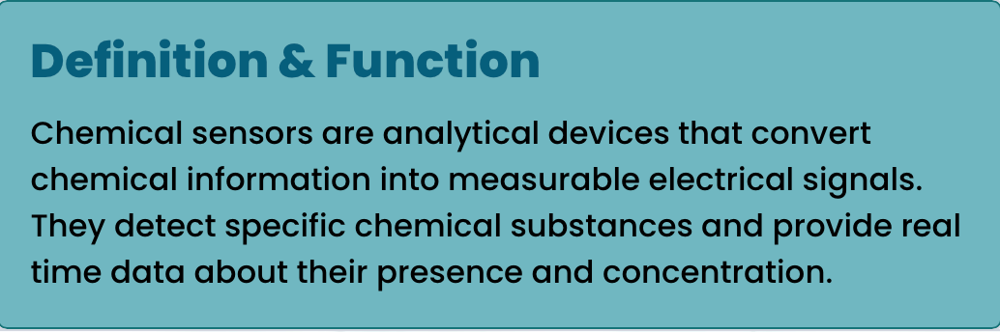 Definition & Function
Chemical sensors are analytical devices that convert
chemical information into measurable electrical signals.
They detect specific chemical substances and provide real
time data about their presence and concentration.